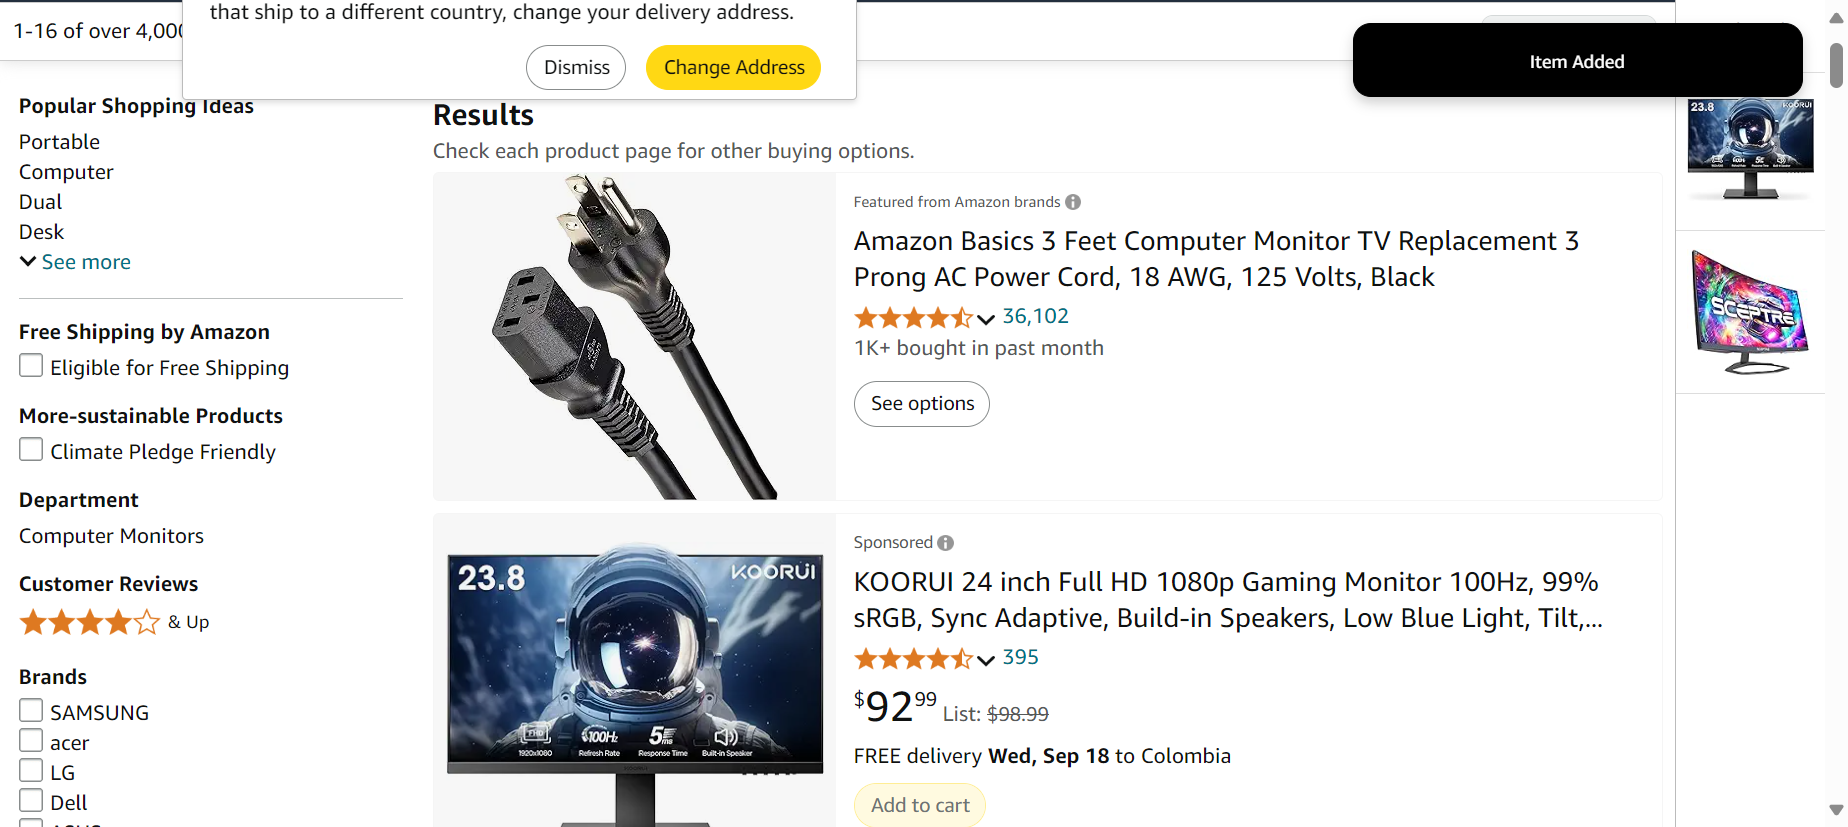 that ship to a different country, change your delivery address.
Dismiss
Change Address
1-16 of over 4,000
Item Added
Popular Shopping Ideas
Portable
Computer
Dual
Desk
See more
Free Shipping by Amazon
Eligible for Free Shipping
More-sustainable Products
Climate Pledge Friendly
Department
Computer Monitors
Customer Reviews
& Up
Brands
SAMSUNG
acer
LG
Dell
Results
Check each product page for other buying options.
Featured from Amazon brands
Amazon Basics 3 Feet Computer Monitor TV Replacement 3
Prong AC Power Cord, 18 AWG, 125 Volts, Black
36,102
1K+ bought in past month
See options
23.8
KOORUI
FHD
1920x1080
100Hz
Refresh Rate
5ms
Response Time
Built-in Speaker
Sponsored
KOORUI 24 inch Full HD 1080p Gaming Monitor 100Hz, 99%
sRGB, Sync Adaptive, Build-in Speakers, Low Blue Light, Tilt,...
395
$92.99 List: $98.99
FREE delivery Wed, Sep 18 to Colombia
Add to cart
23.8 KOORUI
SCEPTRE